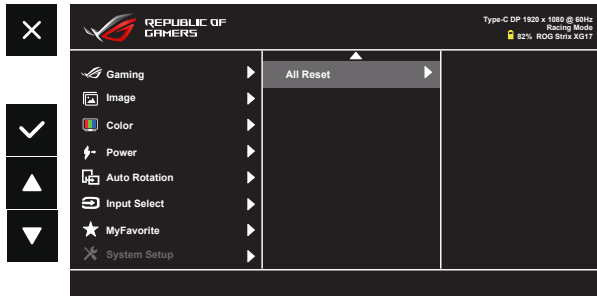 REPUBLIC OF
GAMERS
Type-C DP 1920 x 1080 @ 60Hz
Racing Mode
82% ROG Strix XG17
Gaming
All Reset
Image
Color
Power
Auto Rotation
Input Select
MyFavorite
System Setup